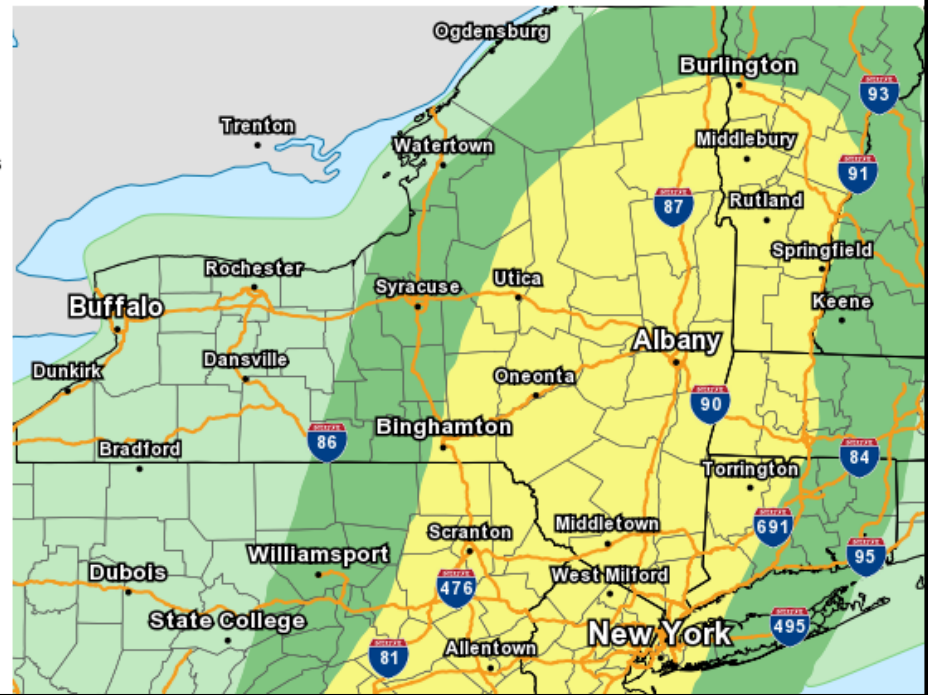 Ogdensburg
Burlington
93
Trenton
Watertown
Middlebury
91
87
Rutland
Springfield
Rochester
Syracuse
Utica
Keene
Buffalo
Albany
Dunkirk
Dansville
Oneonta
90
Binghamton
86
Bradford
84
Torrington
Scranton
Middletown
691
Williamsport
95
Dubois
West Milford
476
State College
New York
495
Allentown
81